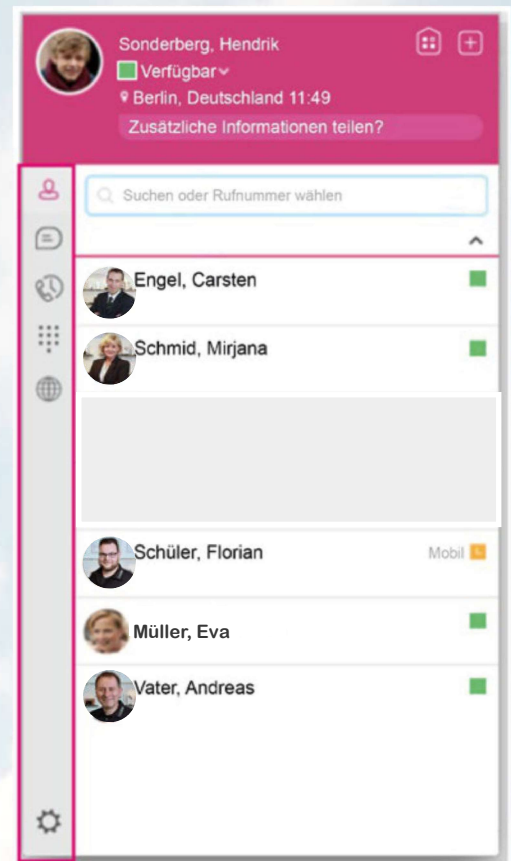 Sonderberg, Hendrik
Verfügbar
Berlin, Deutschland 11:49
Zusätzliche Informationen teilen?
Suchen oder Rufnummer wählen
Engel, Carsten
Schmid, Mirjana
Schüler, Florian
Mobil
Müller, Eva
Vater, Andreas